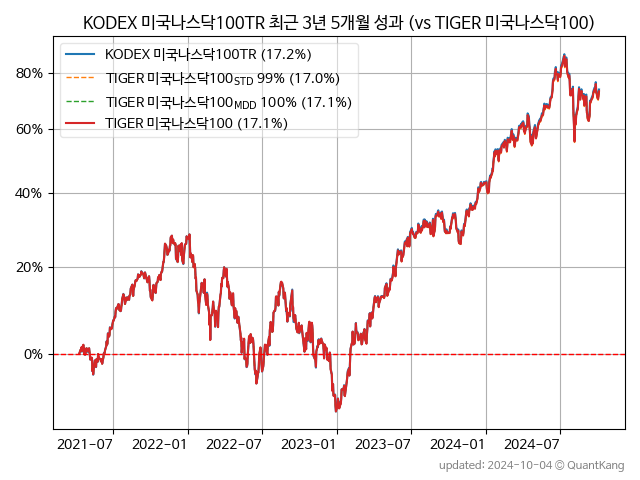 KODEX 미국나스닥100TR 최근 3년 5개월 성과 (vs TIGER 미국나스닥100)
KODEX 미국나스닥100TR (17.2%)
TIGER 미국나스닥100STD 99% (17.0%)
TIGER 미국나스닥100MDD 100% (17.1%)
TIGER 미국나스닥100 (17.1%)
80%
60%
40%
20%
0%
2021-07 2022-01 2022-07 2023-01 2023-07 2024-01 2024-07
updated: 2024-10-04 © QuantKang